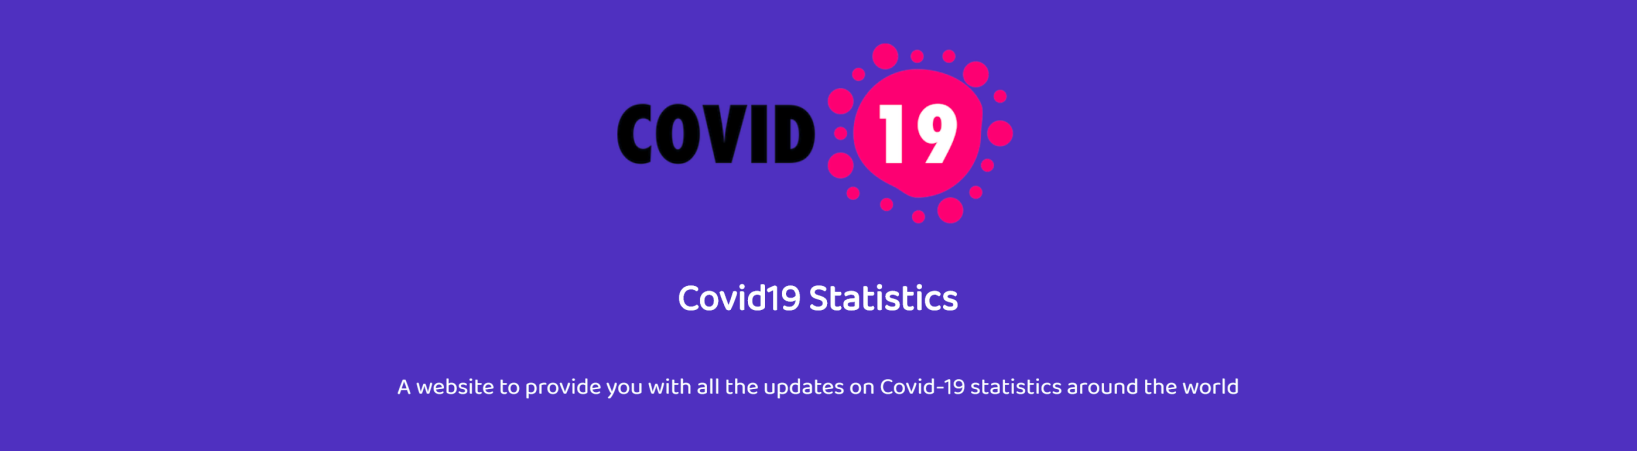 COVID 19
Covid19 Statistics
A website to provide you with all the updates on Covid-19 statistics around the world